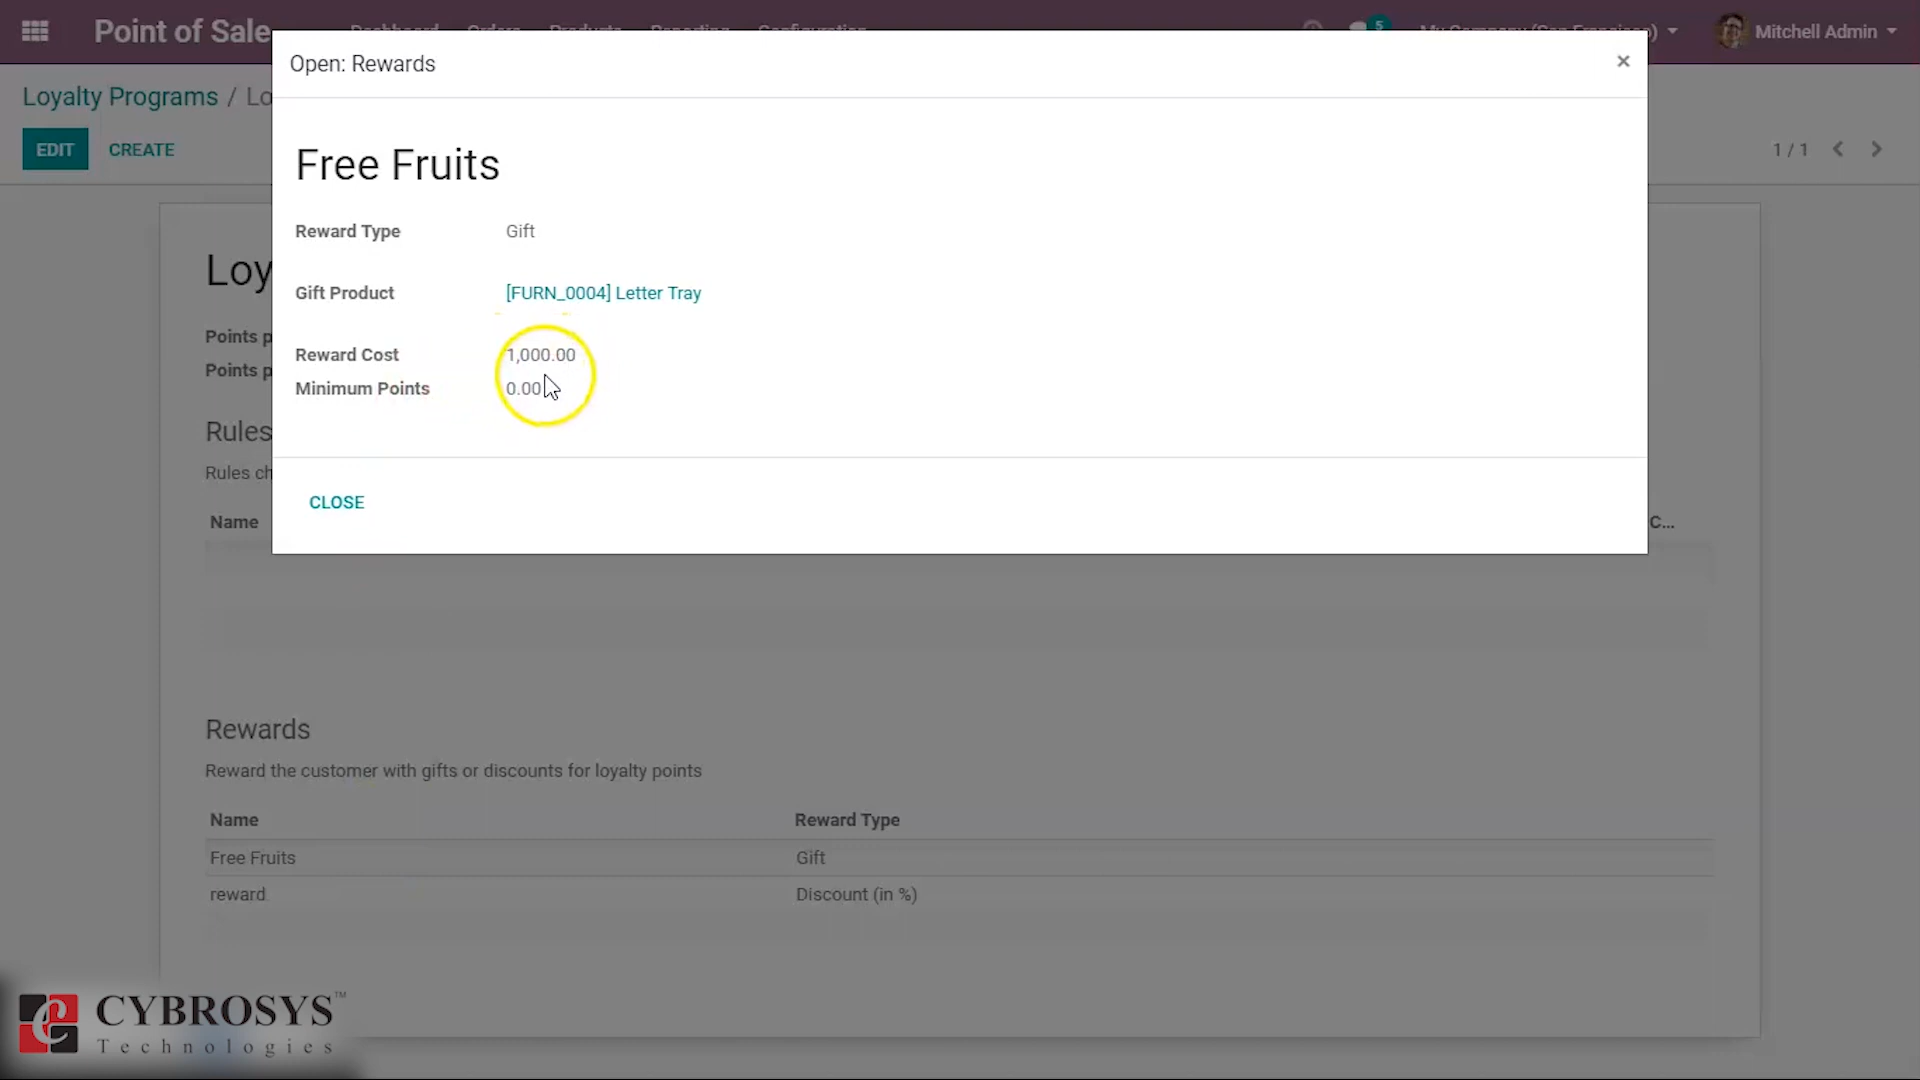 Point of Sale
5
Mitchell Admin
Open: Rewards
×
Loyalty Programs / Lo
EDIT CREATE
1 / 1
Free Fruits
Reward Type Gift
Gift Product [FURN_0004] Letter Tray
Reward Cost 1,000.00
Minimum Points 0.00
CLOSE
Loy
Points p
Points p
Rules
Rules ch
Name C...
Rewards
Reward the customer with gifts or discounts for loyalty points
Name Reward Type
Free Fruits Gift
reward Discount (in %)
CYBROSYS™
Technologies